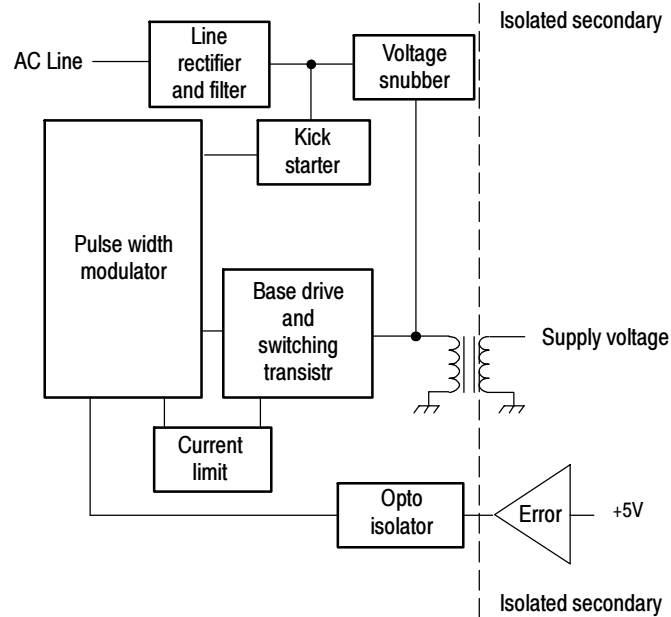 Isolated secondary
AC Line
Line
rectifier
and filter
Voltage
snubber
Kick
starter
Pulse width
modulator
Base drive
and
switching
transistr
Supply voltage
Current
limit
Opto
isolator
Error
+5V
Isolated secondary